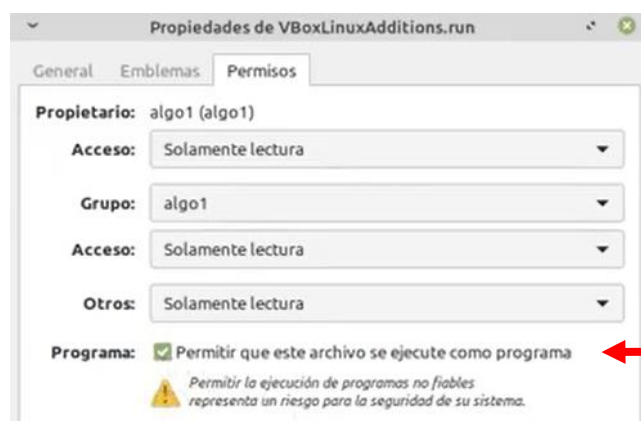 Propiedades de VBoxLinuxAdditions.run
General Emblemas Permisos
Propietario: algo1 (algo1)
Acceso: Solamente lectura
Grupo: algo1
Acceso: Solamente lectura
Otros: Solamente lectura
Programa: Permitir que este archivo se ejecute como programa
Permitir la ejecución de programas no fiables
representa un riesgo para la seguridad de su sistema.